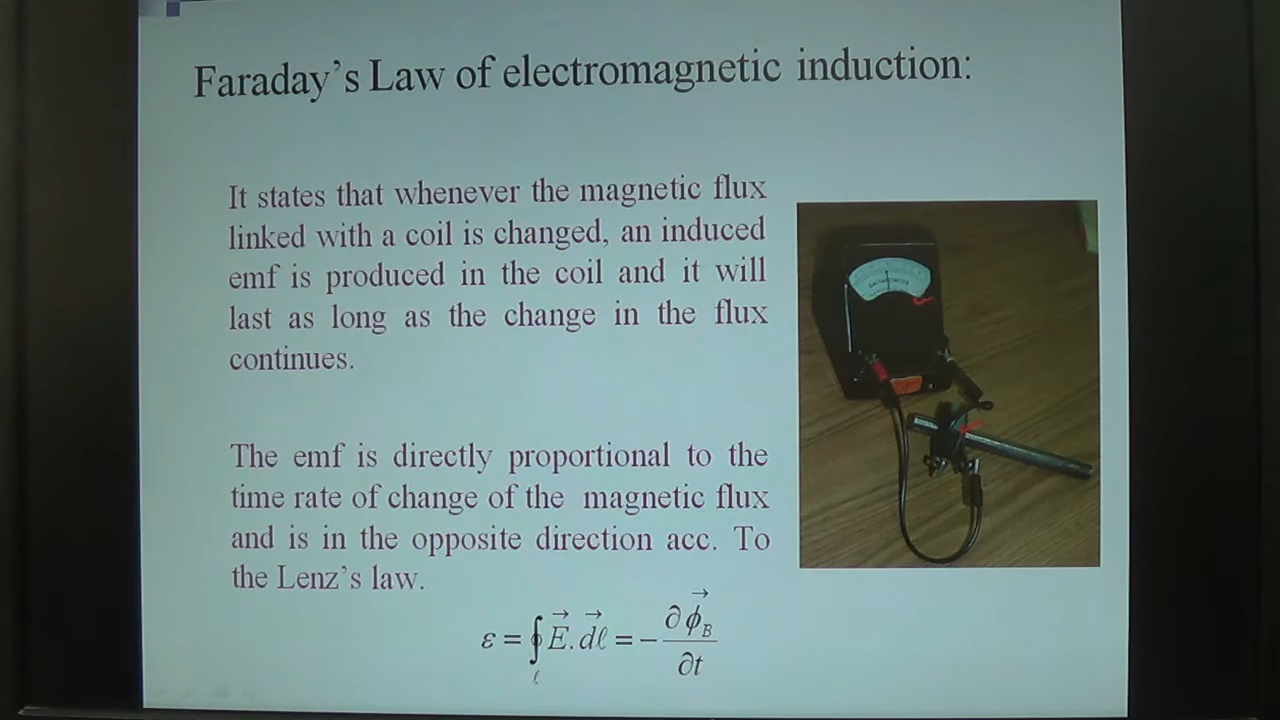 Faraday’s Law of electromagnetic induction:
It states that whenever the magnetic flux
linked with a coil is changed, an induced
emf is produced in the coil and it will
last as long as the change in the flux
continues.
The emf is directly proportional to the
time rate of change of the magnetic flux
and is in the opposite direction acc. To
the Lenz’s law.
ε = ∮_ℓ E⃗ . d⃗ℓ = − ∂ϕ⃗_B / ∂t
GALVANOMETER